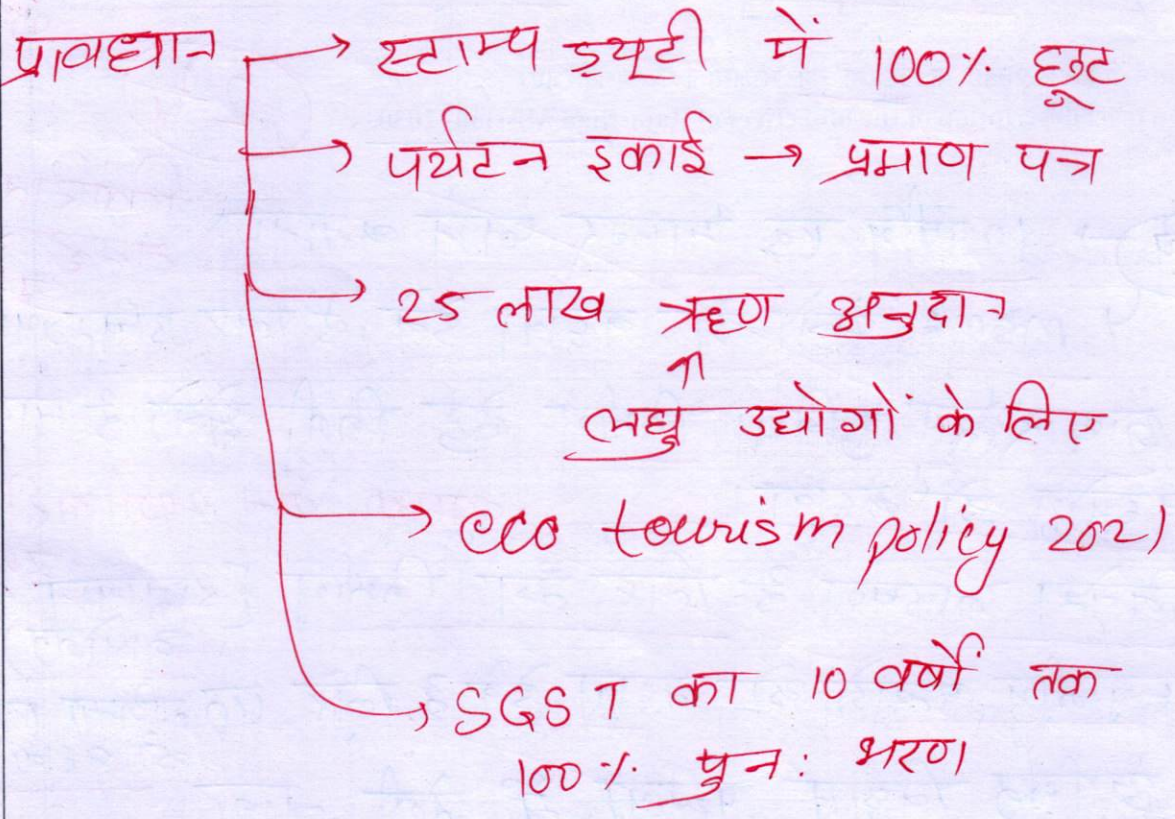 प्रावधान → स्टाम्प ड्यूटी में 100% छूट
→ पर्यटन इकाई → प्रमाण पत्र
→ 25 लाख ऋण अनुदान
↑
लघु उद्योगों के लिए
→ eco tourism policy 2021
→ SGST का 10 वर्षों तक
100% पुन: भरण